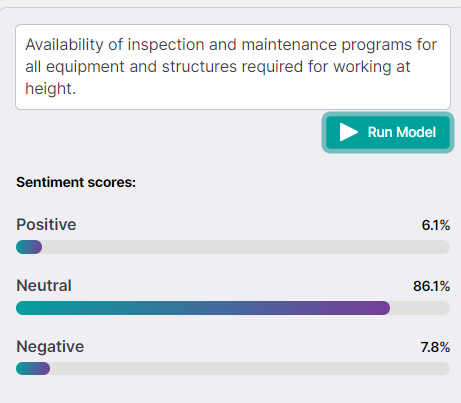 Availability of inspection and maintenance programs for
all equipment and structures required for working at
height.
Run Model
Sentiment scores:
Positive 6.1%
Neutral 86.1%
Negative 7.8%